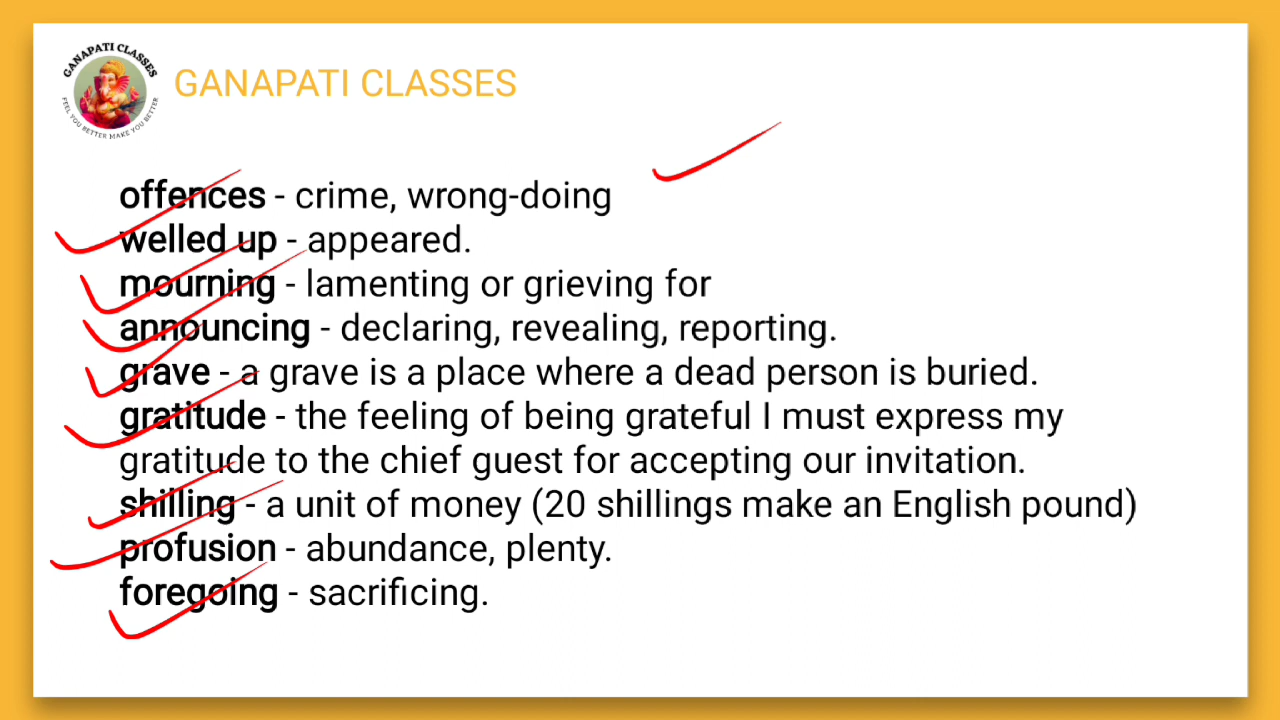 GANAPATI CLASSES
FEEL YOU BETTER MAKE YOU BETTER
GANAPATI CLASSES
offences - crime, wrong-doing
welled up - appeared.
mourning - lamenting or grieving for
announcing - declaring, revealing, reporting.
grave - a grave is a place where a dead person is buried.
gratitude - the feeling of being grateful I must express my
gratitude to the chief guest for accepting our invitation.
shilling - a unit of money (20 shillings make an English pound)
profusion - abundance, plenty.
foregoing - sacrificing.